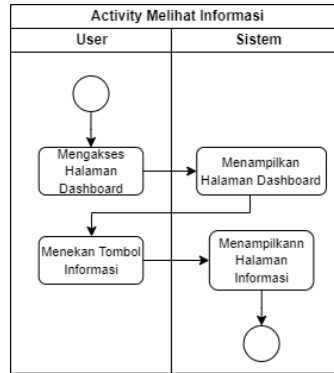 Activity Melihat Informasi
User
Sistem
Mengakses
Halaman
Dashboard
Menampilkan
Halaman Dashboard
Menekan Tombol
Informasi
Menampilkann
Halaman
Informasi